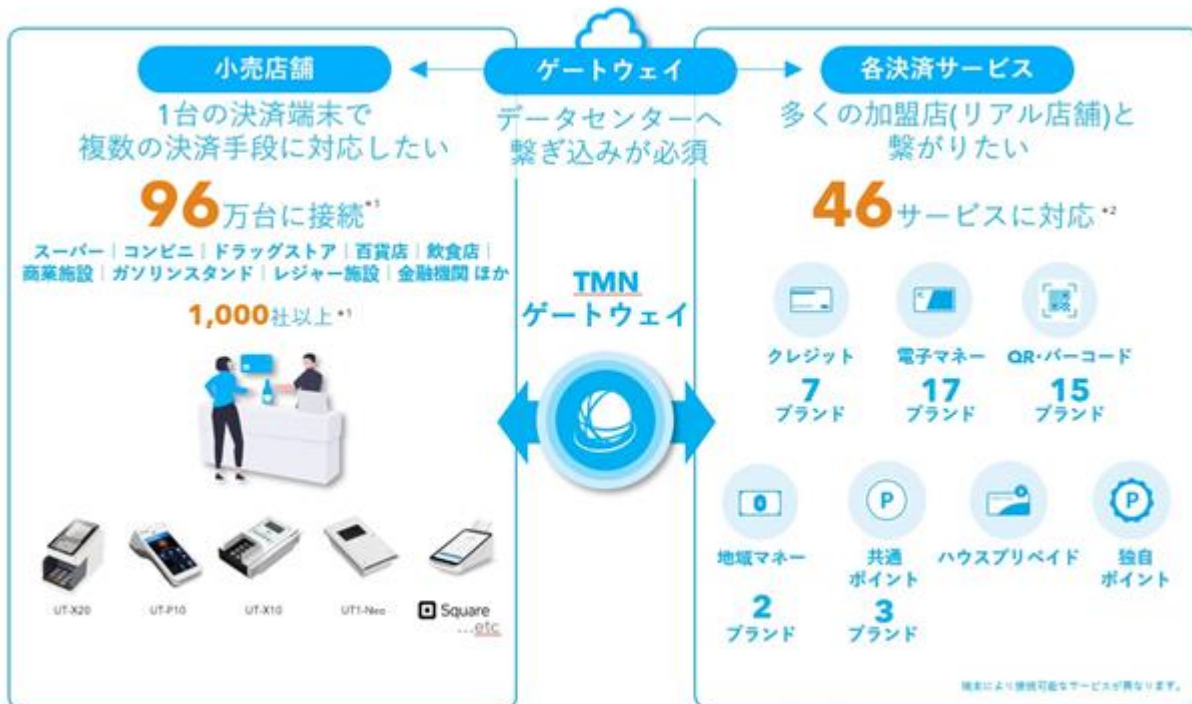 小売店舗
ゲートウェイ
各決済サービス
1台の決済端末で
複数の決済手段に対応したい
データセンターへ
繋ぎ込みが必須
多くの加盟店(リアル店舗)と
繋がりたい
96万台に接続*1
スーパー｜コンビニ｜ドラッグストア｜百貨店｜飲食店｜
商業施設｜ガソリンスタンド｜レジャー施設｜金融機関 ほか
1,000社以上*1
TMN
ゲートウェイ
46サービスに対応*2
クレジット
7
ブランド
電子マネー
17
ブランド
QR・バーコード
15
ブランド
地域マネー
2
ブランド
P
共通
ポイント
3
ブランド
ハウスプリペイド
P
独自
ポイント
UT-X20
UT-P10
UT-X10
UT1-Neo
Square
...etc
端末により接続可能なサービスが異なります。